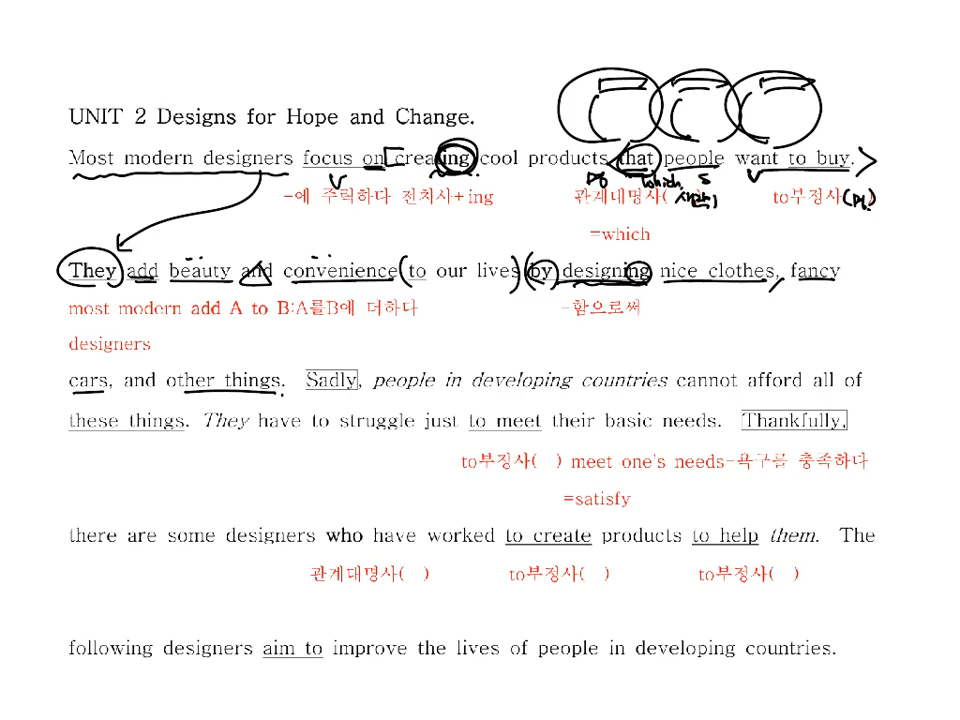 UNIT 2 Designs for Hope and Change.
Most modern designers focus on creating cool products that people want to buy.
which s
-에 주력하다 전치사+ing 관계대명사( ) to부정사( )
=which
They add beauty and convenience to our lives by designing nice clothes, fancy
most modern add A to B:A를B에 더하다 -함으로써
designers
cars, and other things. Sadly, people in developing countries cannot afford all of
these things. They have to struggle just to meet their basic needs. Thankfully,
to부정사( ) meet one's needs-욕구를 충족하다
=satisfy
there are some designers who have worked to create products to help them. The
관계대명사( ) to부정사( ) to부정사( )
following designers aim to improve the lives of people in developing countries.